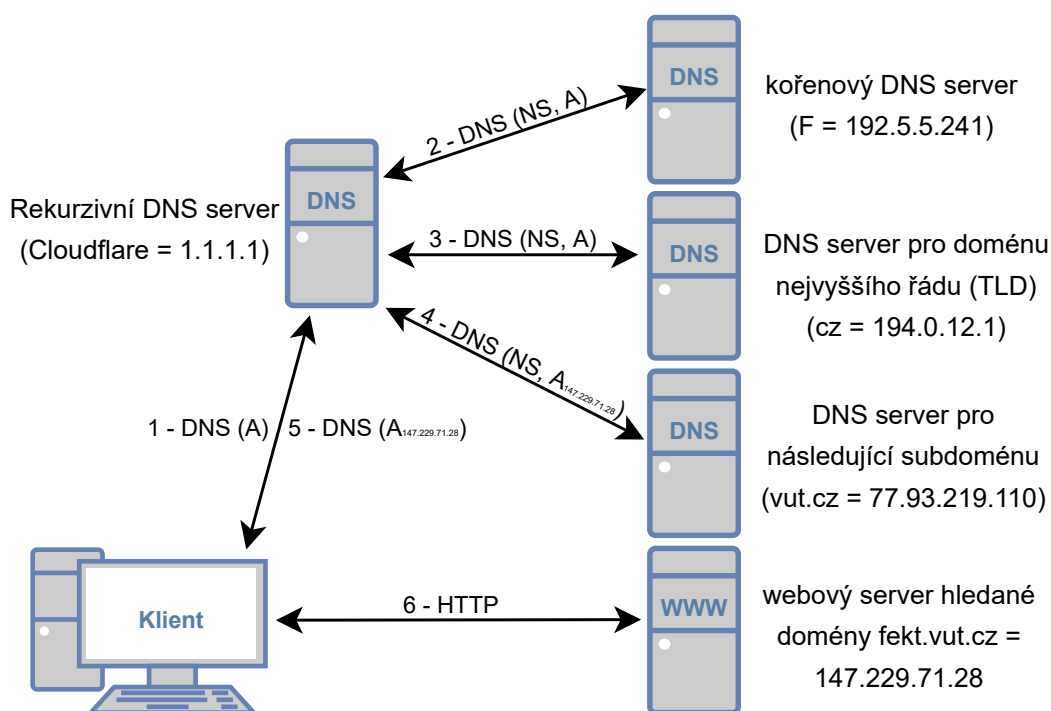 DNS
kořenový DNS server
(F = 192.5.5.241)
2 - DNS (NS, A)
Rekurzivní DNS server
(Cloudflare = 1.1.1.1)
DNS
3 - DNS (NS, A)
DNS
DNS server pro doménu
nejvyššího řádu (TLD)
(cz = 194.0.12.1)
4 - DNS (NS, A147.229.71.28)
DNS
DNS server pro
následující subdoménu
(vut.cz = 77.93.219.110)
1 - DNS (A)
5 - DNS (A147.229.71.28)
Klient
6 - HTTP
WWW
webový server hledané
domény fekt.vut.cz =
147.229.71.28